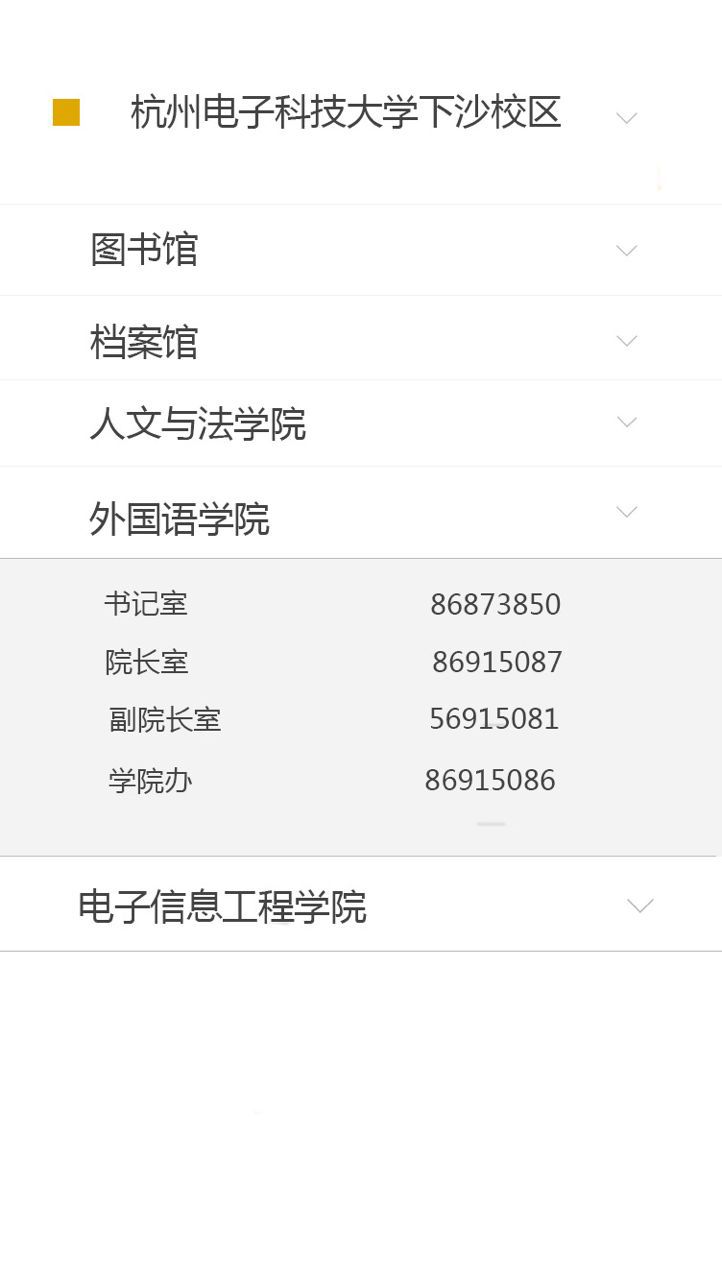 杭州电子科技大学下沙校区
图书馆
档案馆
人文与法学院
外国语学院
书记室 86873850
院长室 86915087
副院长室 56915081
学院办 86915086
电子信息工程学院